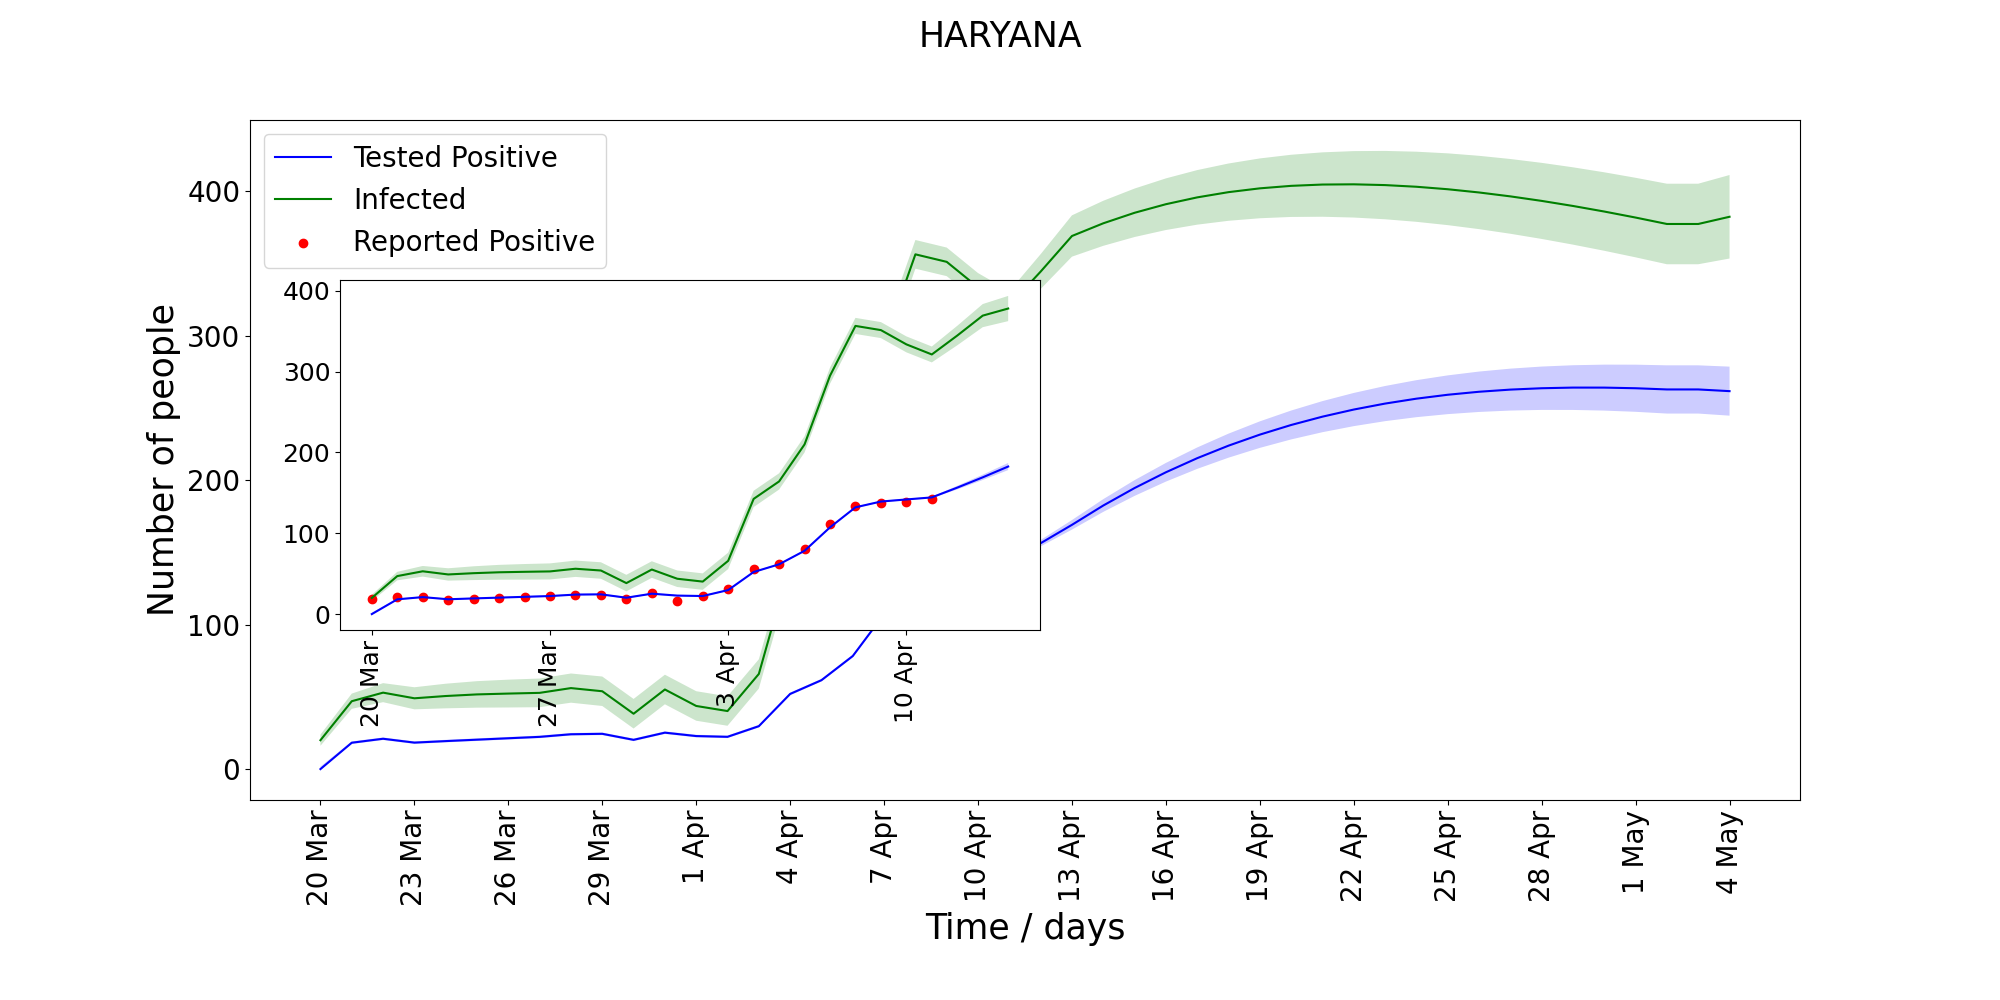 HARYANA
Tested Positive
Infected
Reported Positive
Number of people
400
300
200
100
0
400
300
200
100
0
20 Mar
27 Mar
3 Apr
10 Apr
20 Mar
23 Mar
26 Mar
29 Mar
1 Apr
4 Apr
7 Apr
10 Apr
13 Apr
16 Apr
19 Apr
22 Apr
25 Apr
28 Apr
1 May
4 May
Time / days